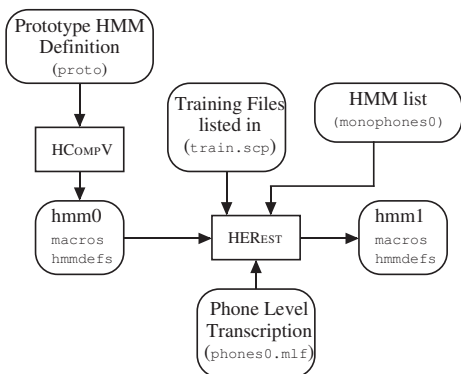 Prototype HMM
Definition
(proto)
Training Files
listed in
(train.scp)
HMM list
(monophones0)
HCOMPV
hmm0
macros
hmmdefs
HEREST
hmm1
macros
hmmdefs
Phone Level
Transcription
(phones0.mlf)